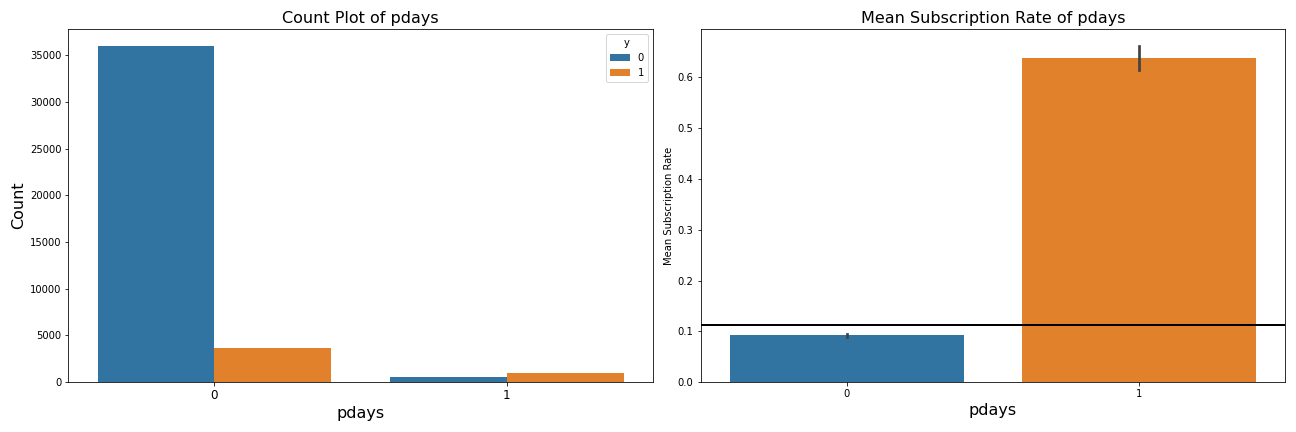 Count Plot of pdays
Count
35000
30000
25000
20000
15000
10000
5000
0
y
0
1
0 1
pdays
Mean Subscription Rate of pdays
Mean Subscription Rate
0.6
0.5
0.4
0.3
0.2
0.1
0.0
0 1
pdays